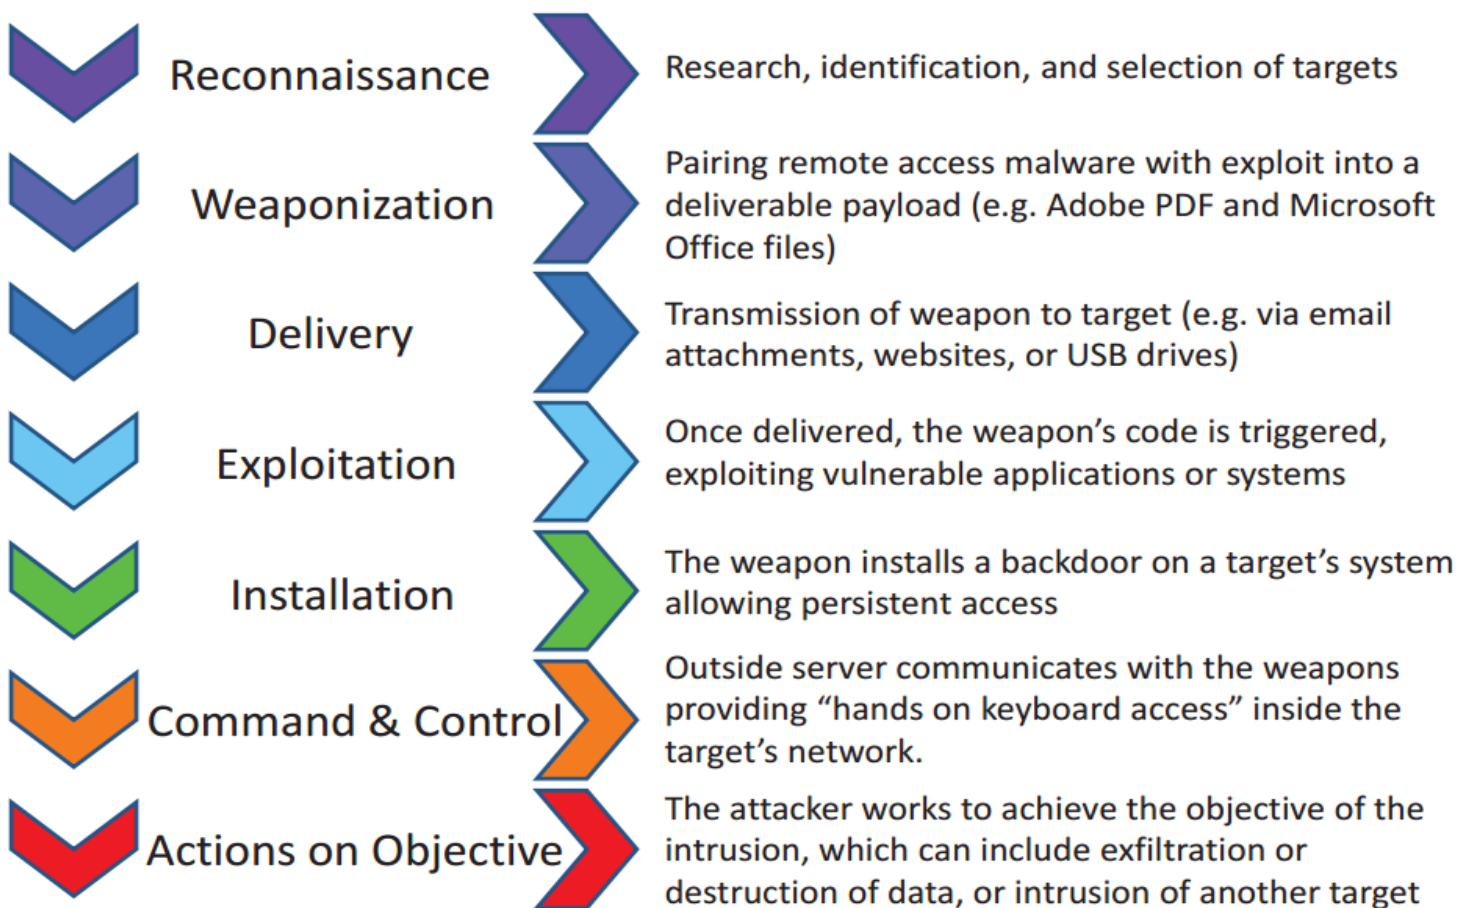 Reconnaissance
Research, identification, and selection of targets
Weaponization
Pairing remote access malware with exploit into a
deliverable payload (e.g. Adobe PDF and Microsoft
Office files)
Delivery
Transmission of weapon to target (e.g. via email
attachments, websites, or USB drives)
Exploitation
Once delivered, the weapon’s code is triggered,
exploiting vulnerable applications or systems
Installation
The weapon installs a backdoor on a target’s system
allowing persistent access
Command & Control
Outside server communicates with the weapons
providing “hands on keyboard access” inside the
target’s network.
Actions on Objective
The attacker works to achieve the objective of the
intrusion, which can include exfiltration or
destruction of data, or intrusion of another target